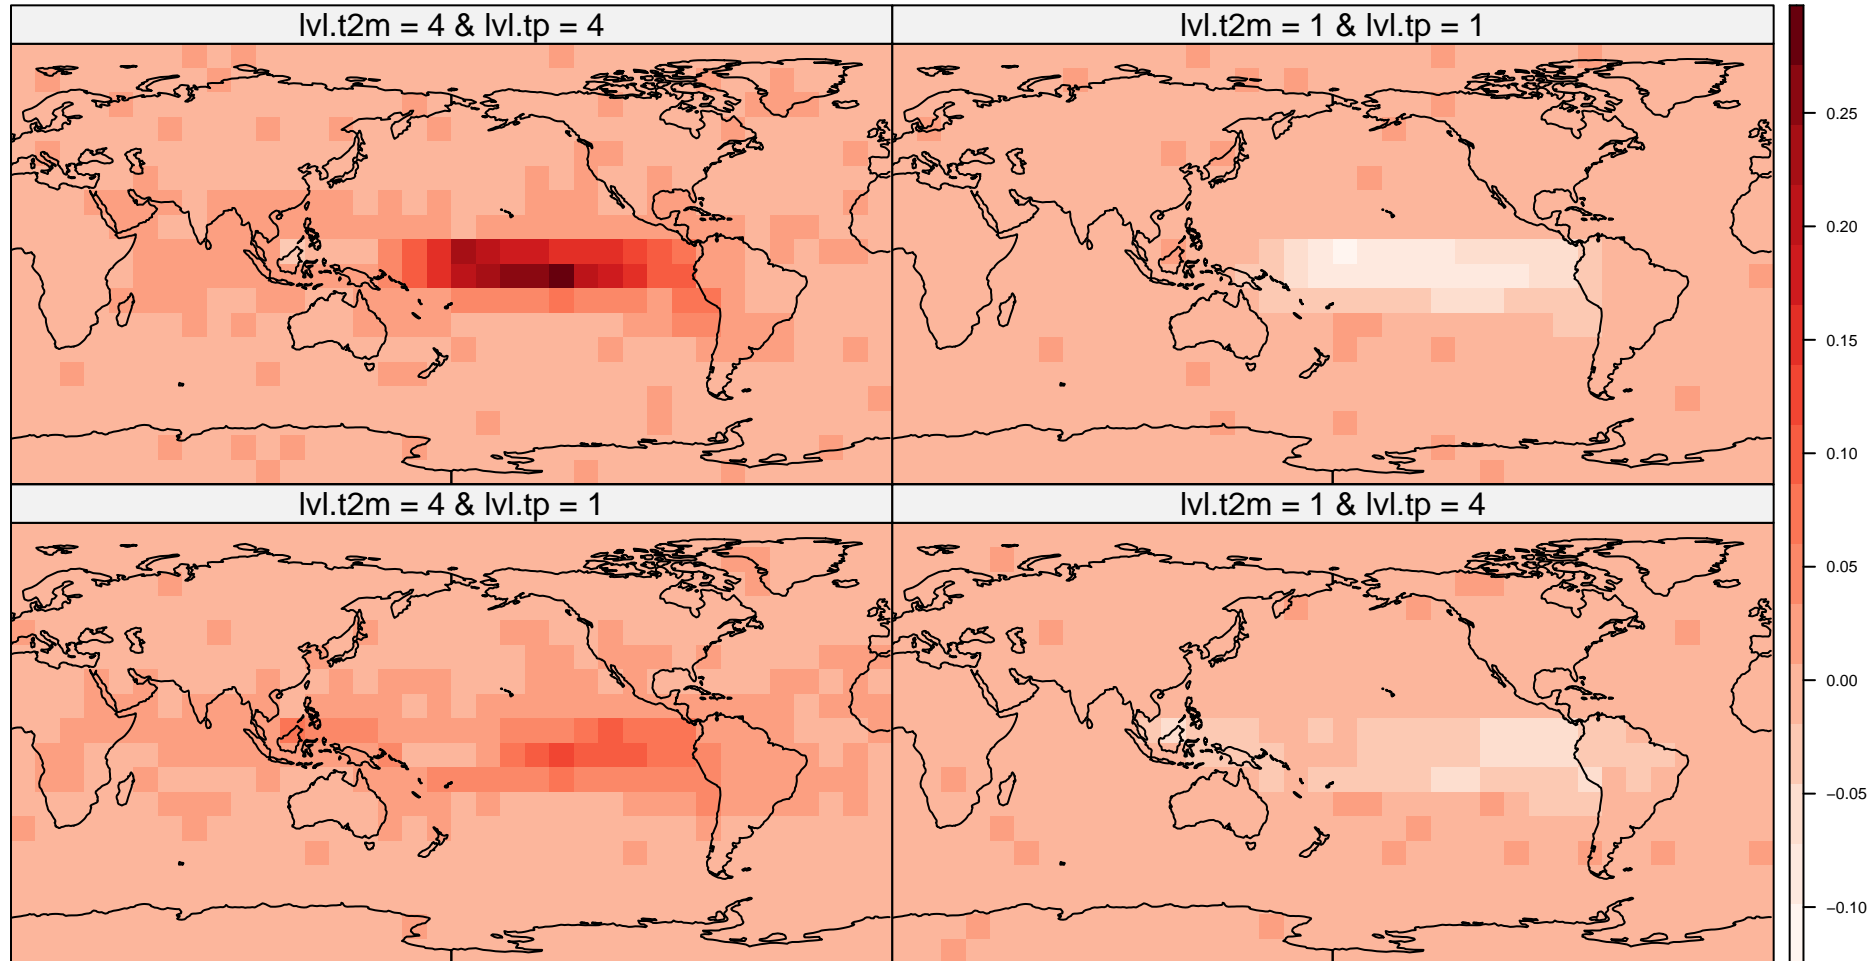 lvl.t2m = 4 & lvl.tp = 4
lvl.t2m = 1 & lvl.tp = 1
lvl.t2m = 4 & lvl.tp = 1
lvl.t2m = 1 & lvl.tp = 4
0.25
0.20
0.15
0.10
0.05
0.00
−0.05
−0.10